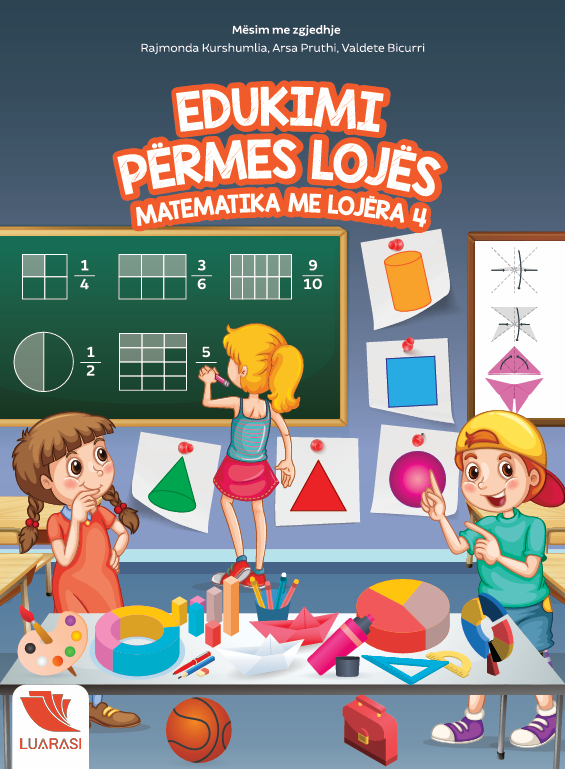 Mësim me zgjedhje
Rajmonda Kurshumlia, Arsa Pruthi, Valdete Bicurri
EDUKIMI
PËRMES LOJËS
MATEMATIKA ME LOJËRA 4
1
4
3
6
9
10
1
2
5
LUARASI